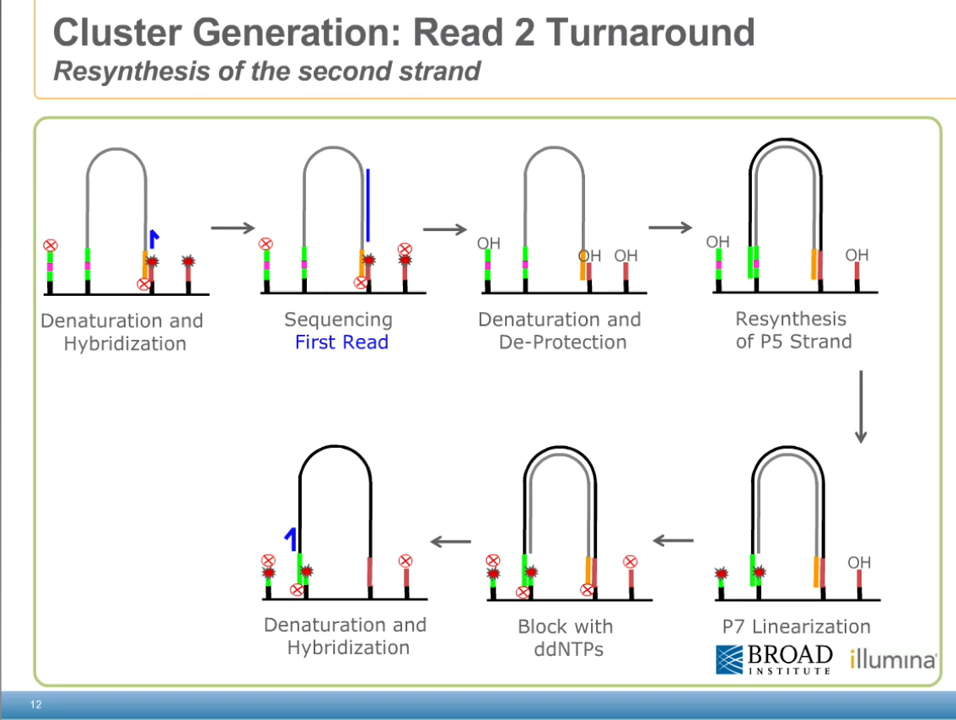 Cluster Generation: Read 2 Turnaround
Resynthesis of the second strand
OH
OH OH
OH
OH
Denaturation and
Hybridization
Sequencing
First Read
Denaturation and
De-Protection
Resynthesis
of P5 Strand
OH
Denaturation and
Hybridization
Block with
ddNTPs
P7 Linearization
BROAD
INSTITUTE
illumina
12